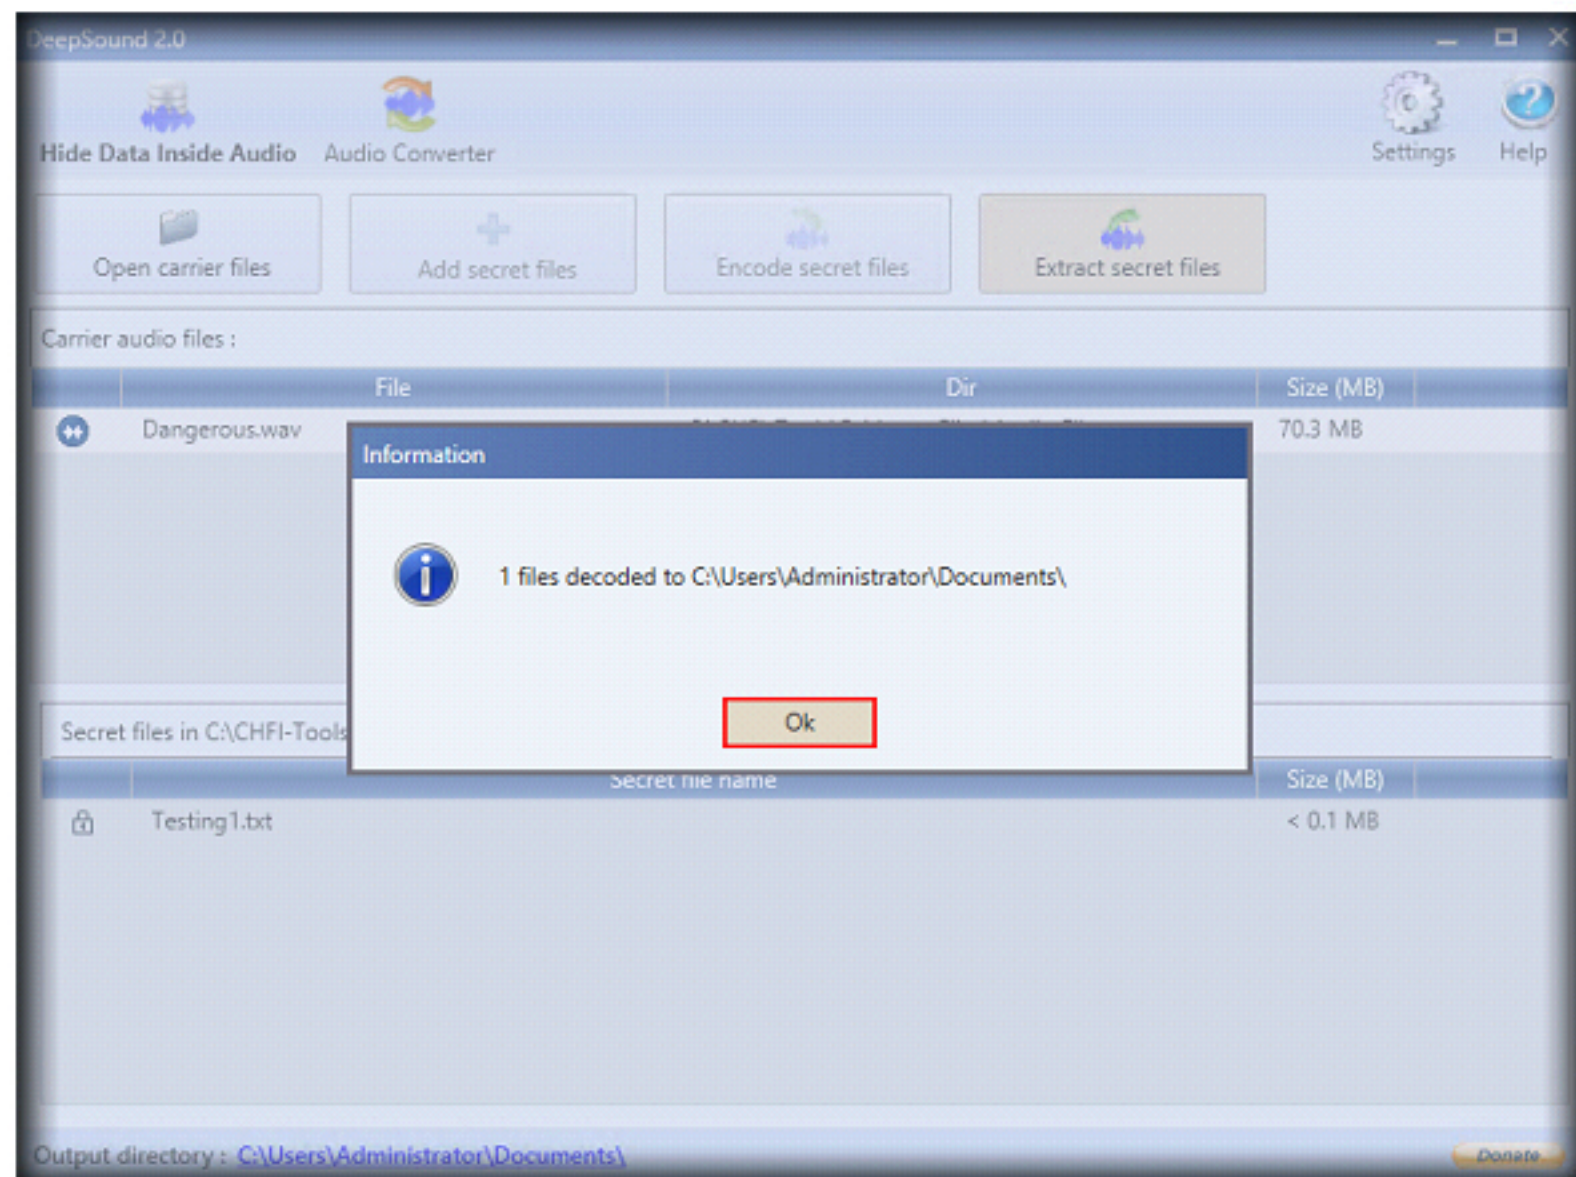 DeepSound 2.0
Hide Data Inside Audio Audio Converter Settings Help
Open carrier files Add secret files Encode secret files Extract secret files
Carrier audio files :
File Dir Size (MB)
Dangerous.wav 70.3 MB
Information
1 files decoded to C:\Users\Administrator\Documents\
Ok
Secret files in C:\CHFI-Tools
Secret file name Size (MB)
Testing1.txt < 0.1 MB
Output directory : C:\Users\Administrator\Documents\ Donate